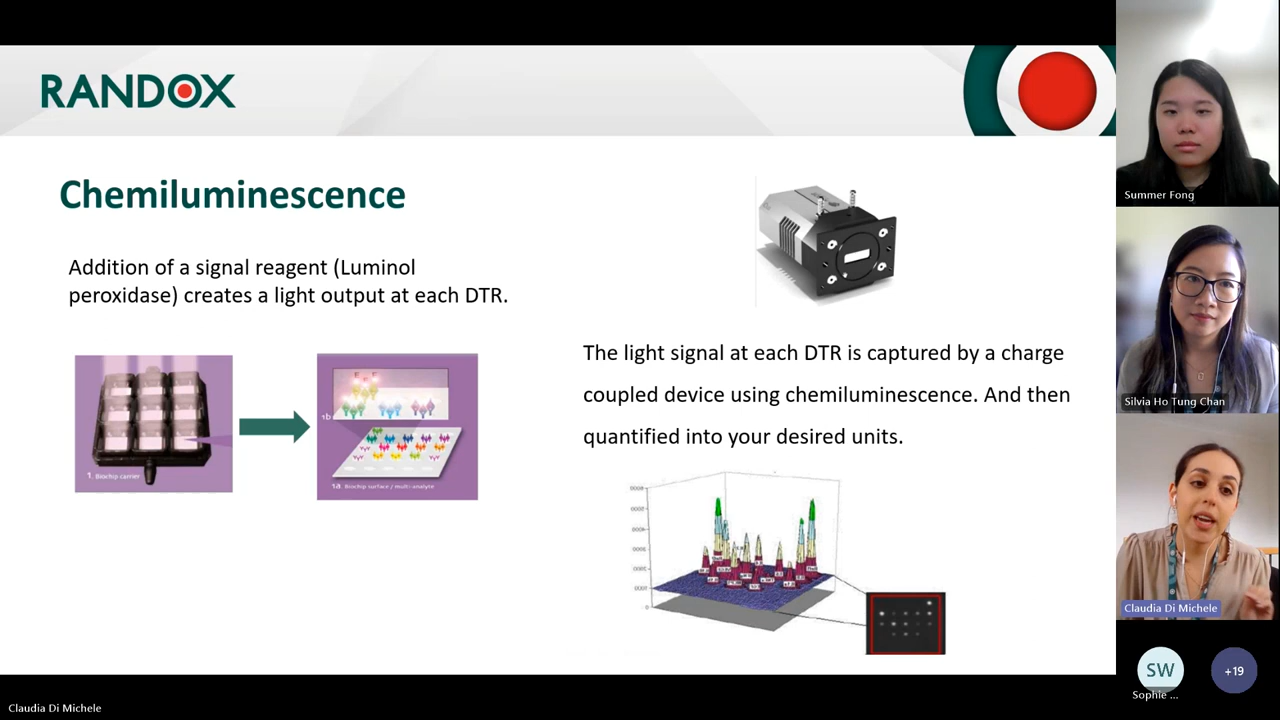 RANDOX
Chemiluminescence
Addition of a signal reagent (Luminol
peroxidase) creates a light output at each DTR.
1. Biochip carrier
1b
1a Biochip surface / multi-analyte
The light signal at each DTR is captured by a charge
coupled device using chemiluminescence. And then
quantified into your desired units.
0
Summer Fong
Silvia Ho Tung Chan
Claudia Di Michele
SW
+19
Sophie ...
Claudia Di Michele